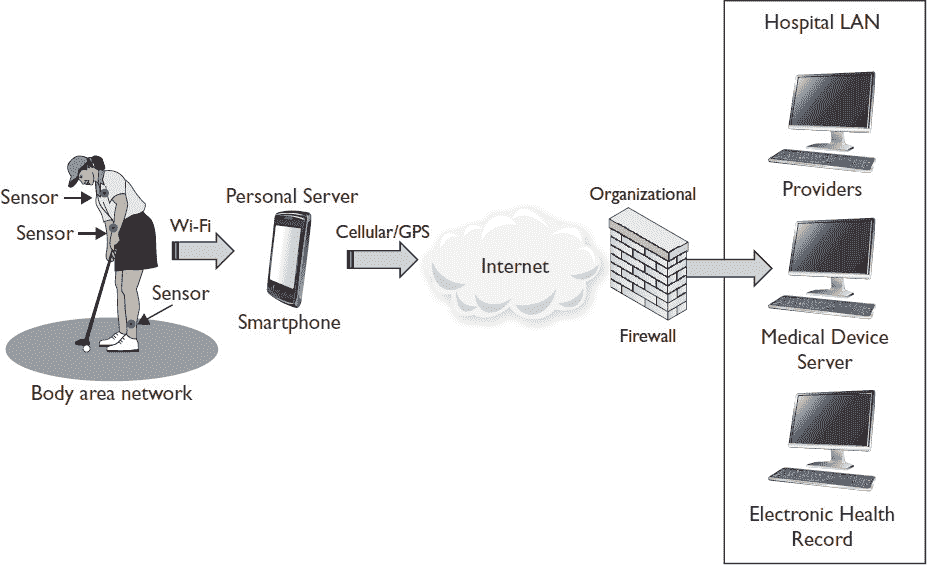 Sensor
Sensor
Sensor
Body area network
Wi-Fi
Personal Server
Smartphone
Cellular/GPS
Internet
Organizational
Firewall
Hospital LAN
Providers
Medical Device
Server
Electronic Health
Record